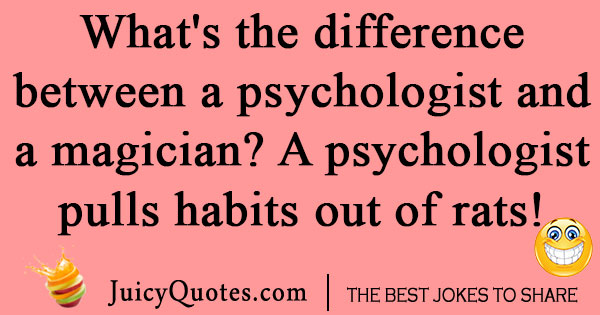 What's the difference
between a psychologist and
a magician? A psychologist
pulls habits out of rats!
JuicyQuotes.com | THE BEST JOKES TO SHARE